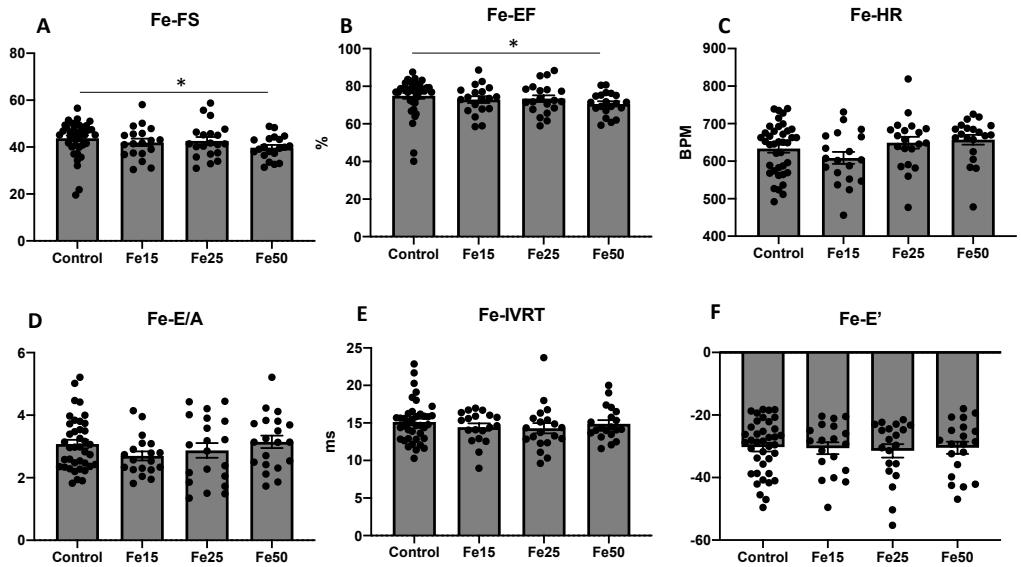 A
Fe-FS
*
80
60
40
20
0
Control Fe15 Fe25 Fe50
B
Fe-EF
*
%
100
80
60
40
20
0
Control Fe15 Fe25 Fe50
C
Fe-HR
BPM
900
800
700
600
500
400
Control Fe15 Fe25 Fe50
D
Fe-E/A
6
4
2
0
Control Fe15 Fe25 Fe50
E
Fe-IVRT
ms
25
20
15
10
5
0
Control Fe15 Fe25 Fe50
F
Fe-E’
0
-20
-40
-60
Control Fe15 Fe25 Fe50